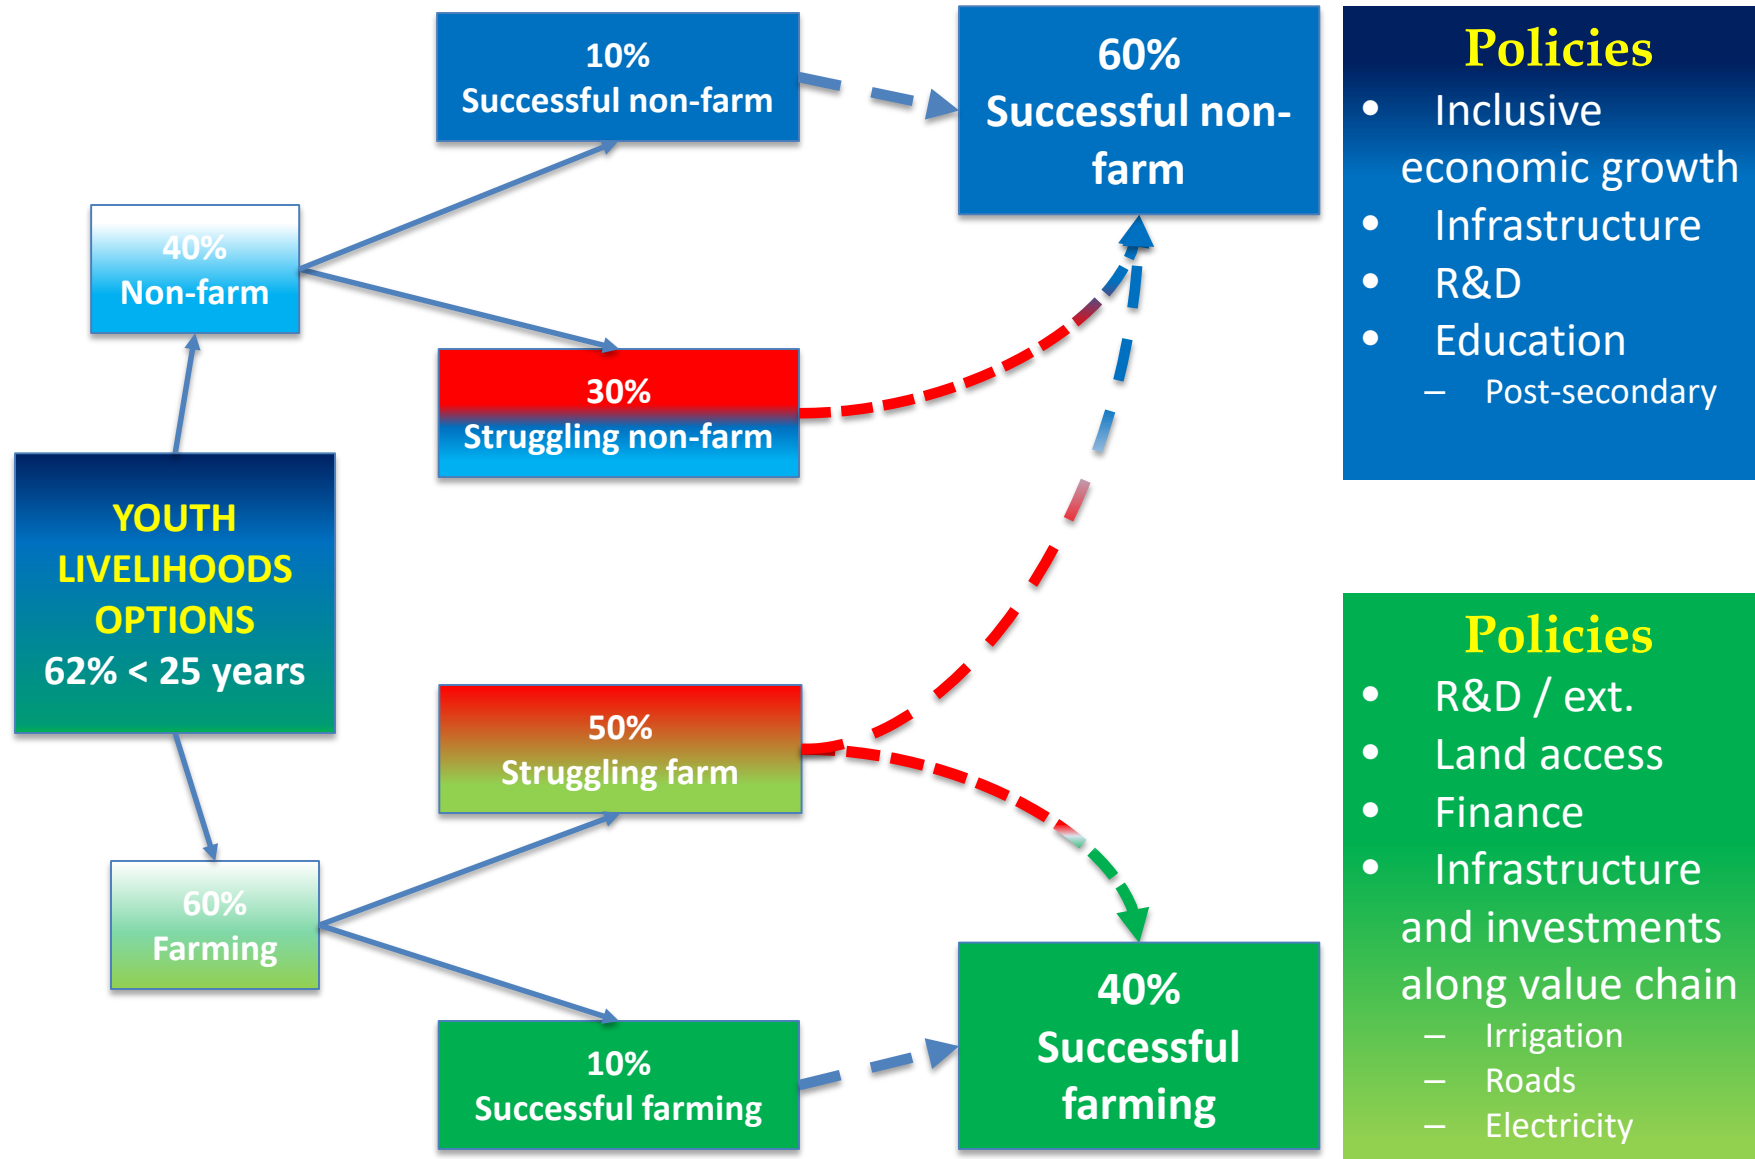 10%
Successful non-farm
60%
Successful non-
farm
40%
Non-farm
30%
Struggling non-farm
YOUTH
LIVELIHOODS
OPTIONS
62% < 25 years
50%
Struggling farm
60%
Farming
10%
Successful farming
40%
Successful
farming
Policies
• Inclusive
economic growth
• Infrastructure
• R&D
• Education
– Post-secondary
Policies
• R&D / ext.
• Land access
• Finance
• Infrastructure
and investments
along value chain
– Irrigation
– Roads
– Electricity